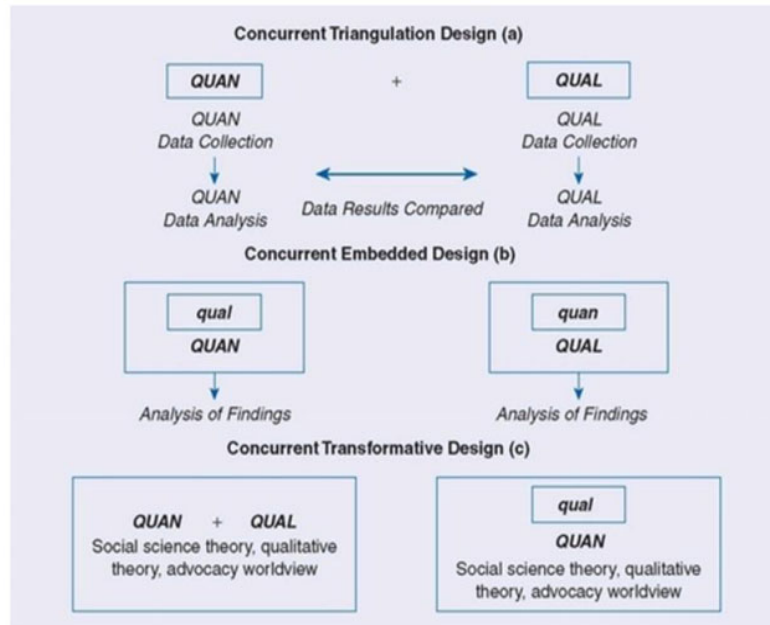 Concurrent Triangulation Design (a)
QUAN + QUAL
QUAN QUAL
Data Collection Data Collection
QUAN QUAL
Data Analysis Data Results Compared Data Analysis
Concurrent Embedded Design (b)
qual quan
QUAN QUAL
Analysis of Findings Analysis of Findings
Concurrent Transformative Design (c)
QUAN + QUAL
Social science theory, qualitative
theory, advocacy worldview
qual
QUAN
Social science theory, qualitative
theory, advocacy worldview